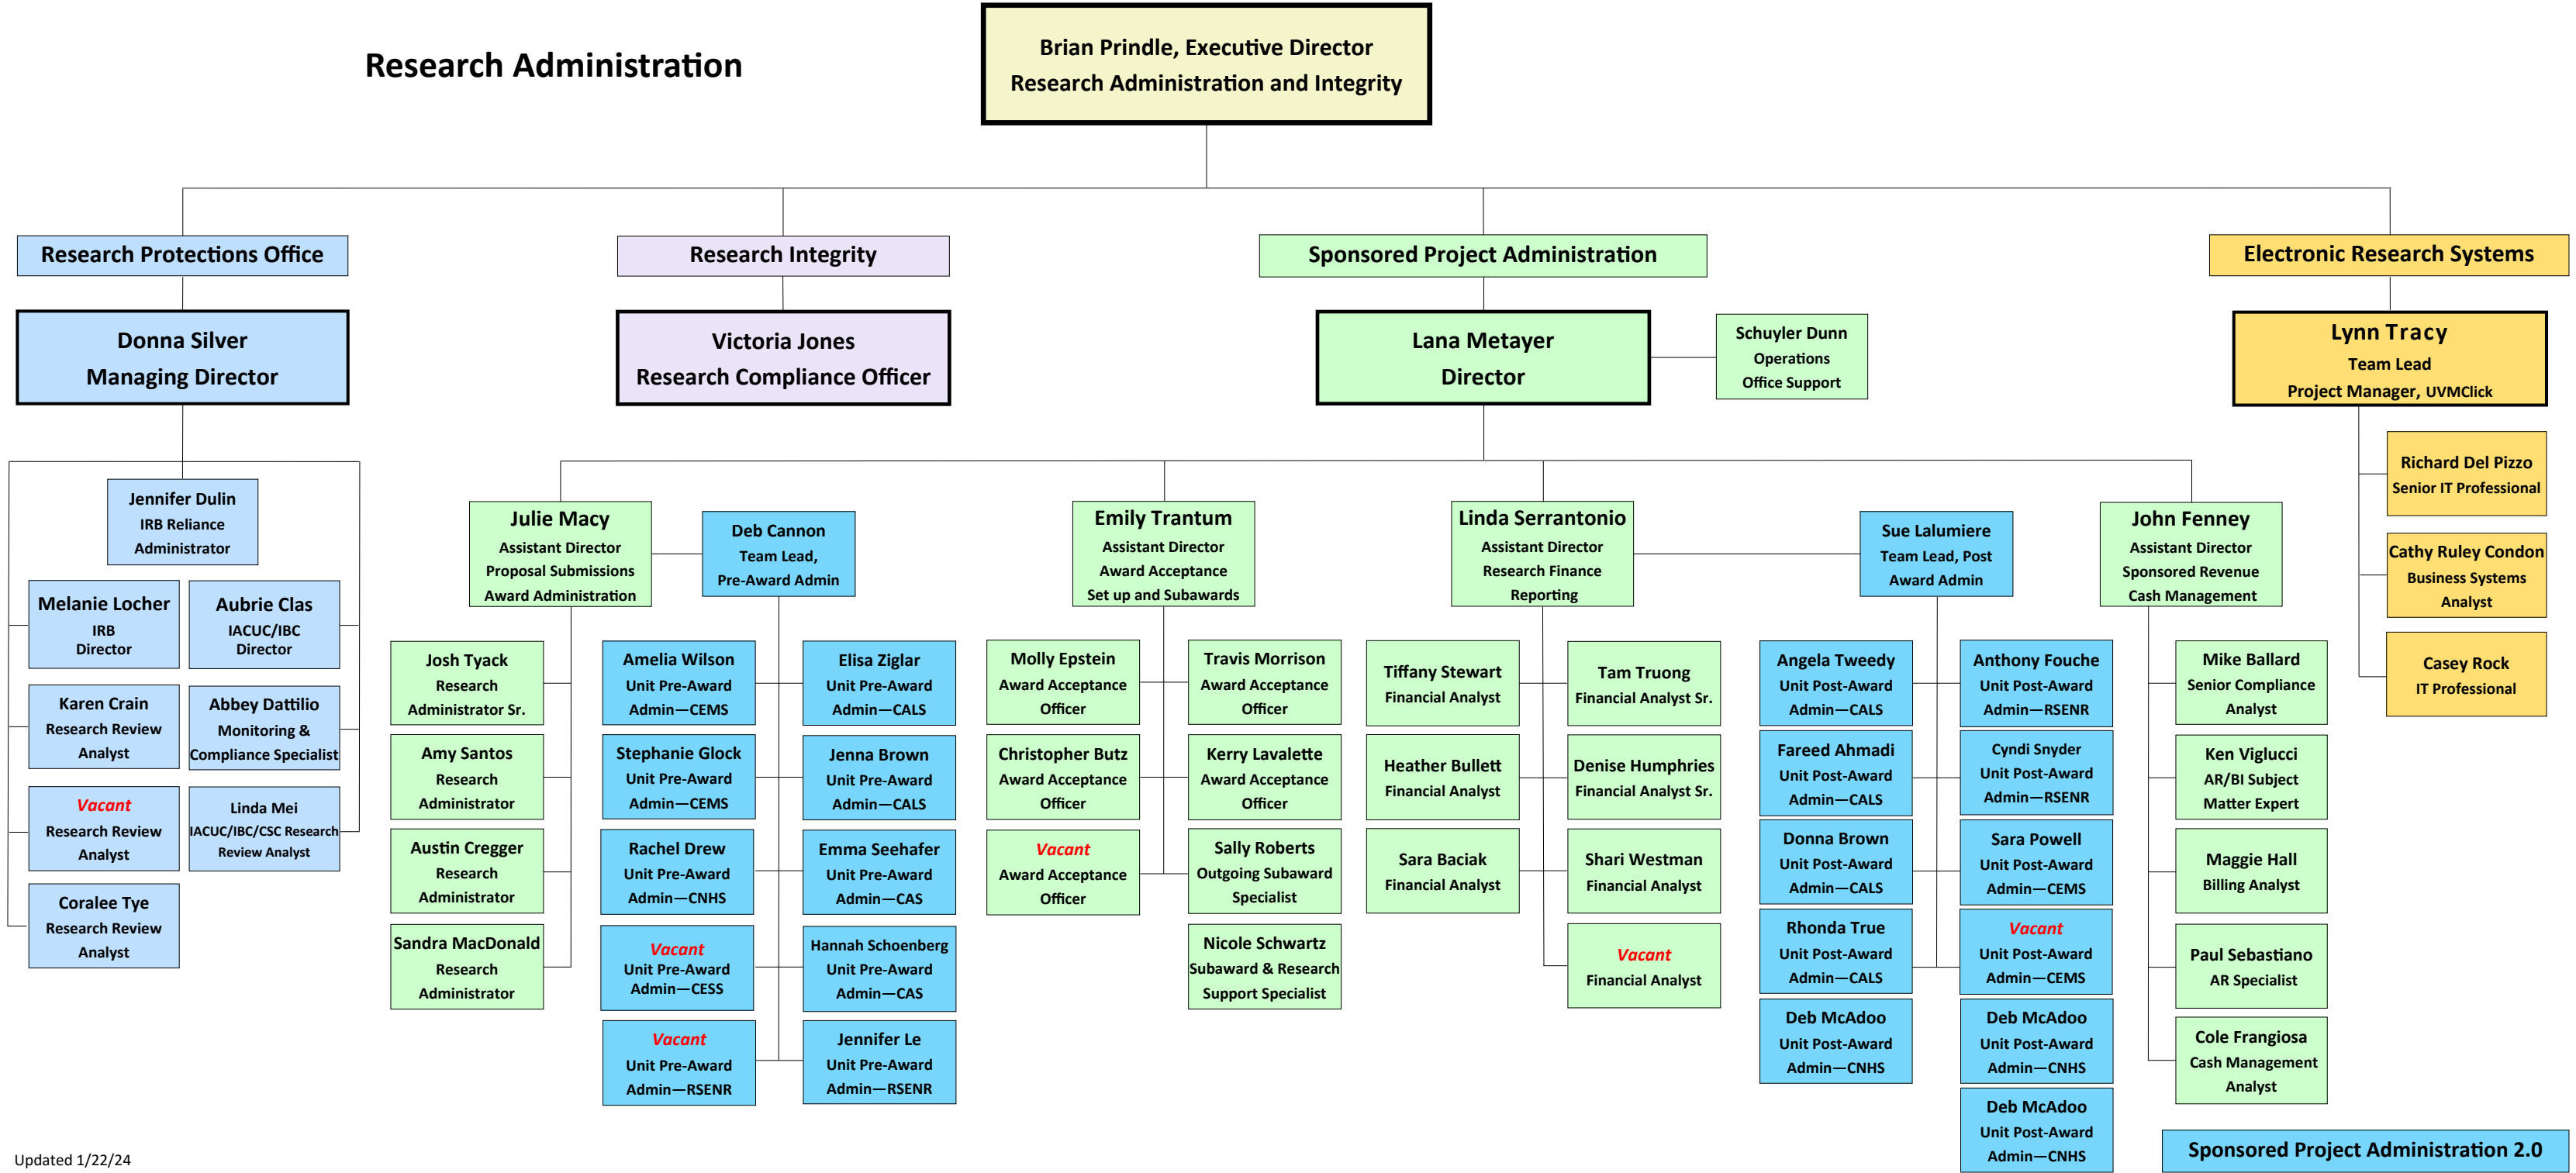 Research Administration
Brian Prindle, Executive Director
Research Administration and Integrity
Research Protections Office
Research Integrity
Sponsored Project Administration
Electronic Research Systems
Donna Silver
Managing Director
Victoria Jones
Research Compliance Officer
Lana Metayer
Director
Schuyler Dunn
Operations
Office Support
Lynn Tracy
Team Lead
Project Manager, UVMClick
Jennifer Dulin
IRB Reliance
Administrator
Melanie Locher
IRB
Director
Aubrie Clas
IACUC/IBC
Director
Karen Crain
Research Review
Analyst
Abbey Dattilio
Monitoring &
Compliance Specialist
Vacant
Research Review
Analyst
Linda Mei
IACUC/IBC/CSC Research
Review Analyst
Coralee Tye
Research Review
Analyst
Julie Macy
Assistant Director
Proposal Submissions
Award Administration
Deb Cannon
Team Lead,
Pre-Award Admin
Josh Tyack
Research
Administrator Sr.
Amy Santos
Research
Administrator
Austin Cregger
Research
Administrator
Sandra MacDonald
Research
Administrator
Amelia Wilson
Unit Pre-Award
Admin—CEMS
Elisa Ziglar
Unit Pre-Award
Admin—CALS
Stephanie Glock
Unit Pre-Award
Admin—CEMS
Jenna Brown
Unit Pre-Award
Admin—CALS
Rachel Drew
Unit Pre-Award
Admin—CNHS
Emma Seehafer
Unit Pre-Award
Admin—CAS
Vacant
Unit Pre-Award
Admin—CESS
Hannah Schoenberg
Unit Pre-Award
Admin—CAS
Vacant
Unit Pre-Award
Admin—RSENR
Jennifer Le
Unit Pre-Award
Admin—RSENR
Emily Trantum
Assistant Director
Award Acceptance
Set up and Subawards
Molly Epstein
Award Acceptance
Officer
Travis Morrison
Award Acceptance
Officer
Christopher Butz
Award Acceptance
Officer
Kerry Lavalette
Award Acceptance
Officer
Vacant
Award Acceptance
Officer
Sally Roberts
Outgoing Subaward
Specialist
Nicole Schwartz
Subaward & Research
Support Specialist
Linda Serrantonio
Assistant Director
Research Finance
Reporting
Sue Lalumiere
Team Lead, Post
Award Admin
Tiffany Stewart
Financial Analyst
Tam Truong
Financial Analyst Sr.
Heather Bullett
Financial Analyst
Denise Humphries
Financial Analyst Sr.
Sara Baciak
Financial Analyst
Shari Westman
Financial Analyst
Vacant
Financial Analyst
Angela Tweedy
Unit Post-Award
Admin—CALS
Anthony Fouche
Unit Post-Award
Admin—RSENR
Fareed Ahmadi
Unit Post-Award
Admin—CALS
Cyndi Snyder
Unit Post-Award
Admin—RSENR
Donna Brown
Unit Post-Award
Admin—CALS
Sara Powell
Unit Post-Award
Admin—CEMS
Rhonda True
Unit Post-Award
Admin—CALS
Vacant
Unit Post-Award
Admin—CEMS
Deb McAdoo
Unit Post-Award
Admin—CNHS
Deb McAdoo
Unit Post-Award
Admin—CNHS
Deb McAdoo
Unit Post-Award
Admin—CNHS
John Fenney
Assistant Director
Sponsored Revenue
Cash Management
Mike Ballard
Senior Compliance
Analyst
Ken Viglucci
AR/BI Subject
Matter Expert
Maggie Hall
Billing Analyst
Paul Sebastiano
AR Specialist
Cole Frangiosa
Cash Management
Analyst
Richard Del Pizzo
Senior IT Professional
Cathy Ruley Condon
Business Systems
Analyst
Casey Rock
IT Professional
Updated 1/22/24
Sponsored Project Administration 2.0